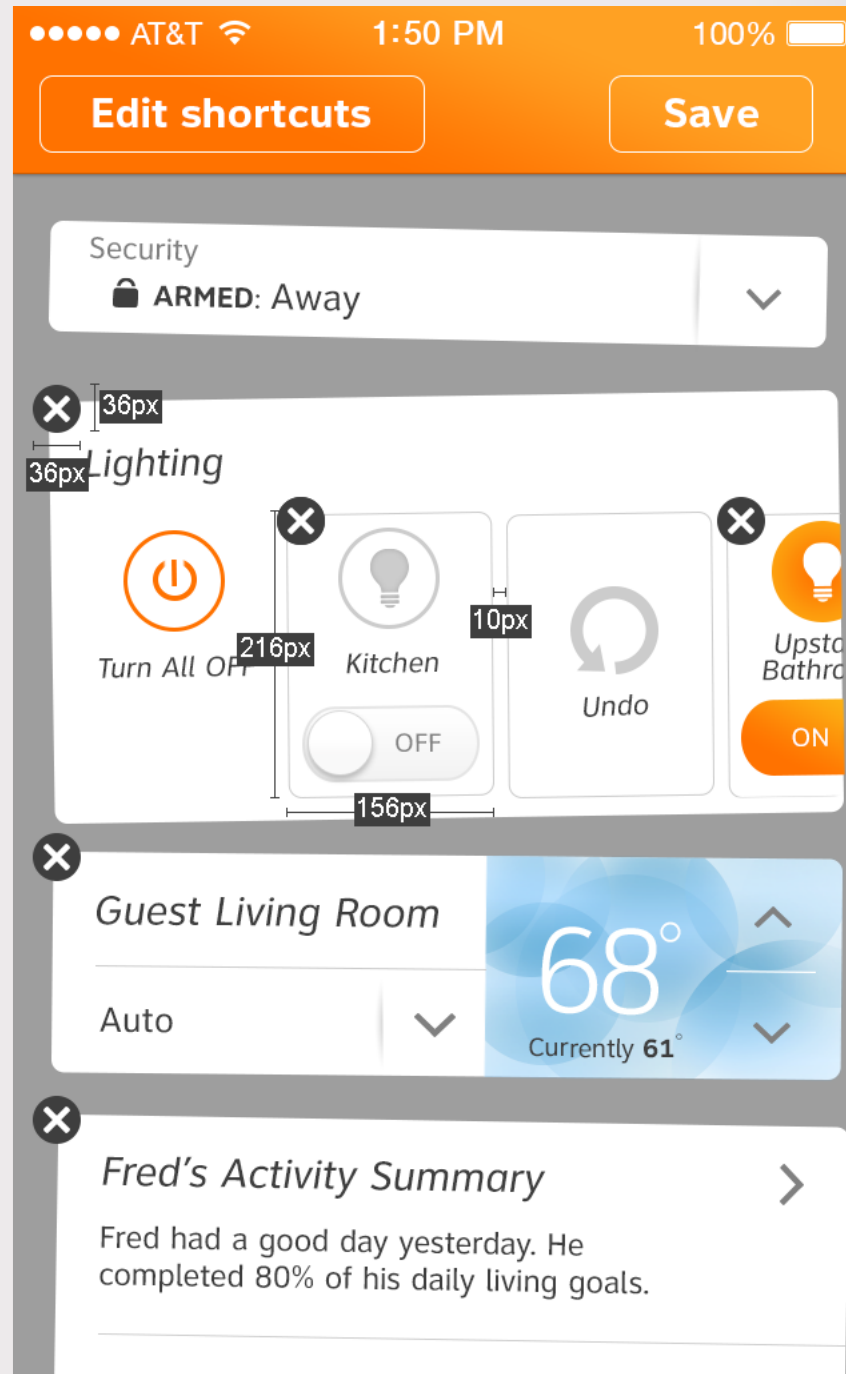 AT&T 1:50 PM 100%
Edit shortcuts Save
Security
ARMED: Away
36px
36px
Lighting
216px
10px
Turn All OFF
Kitchen
Undo
OFF
ON
156px
Guest Living Room
68°
Auto
Currently 61°
Fred's Activity Summary
Fred had a good day yesterday. He
completed 80% of his daily living goals.